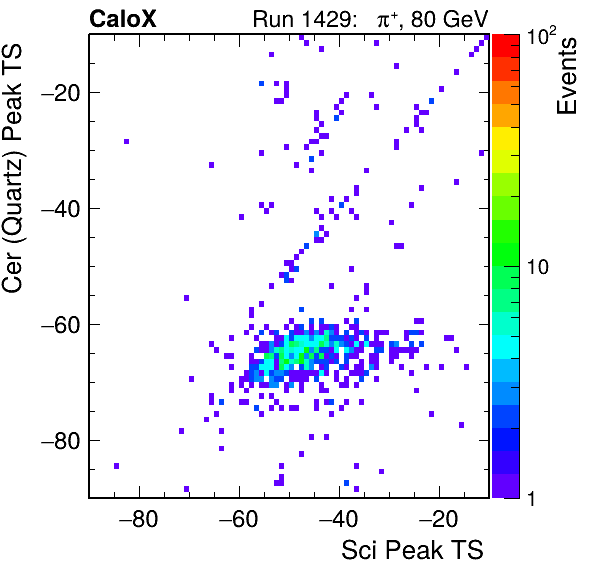 CaloX Run 1429: π⁺, 80 GeV
Cer (Quartz) Peak TS
−20
−40
−60
−80
−80 −60 −40 −20
Sci Peak TS
10²
10
1
Events